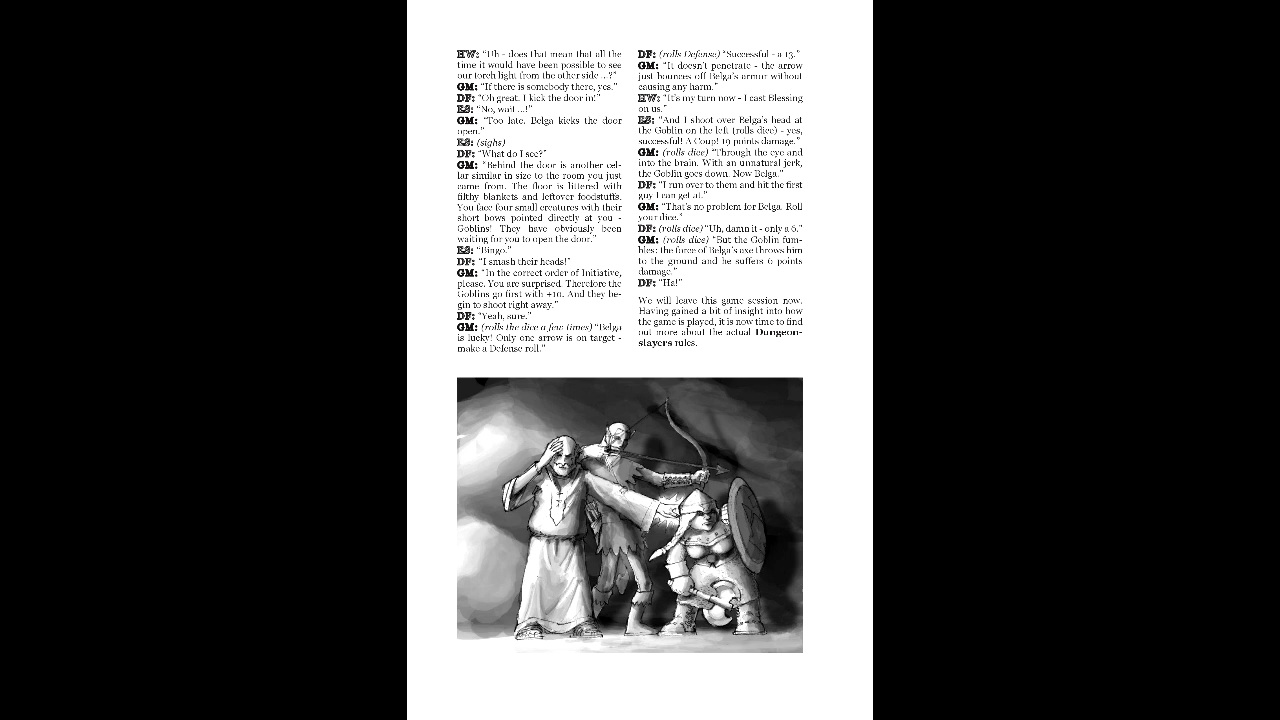 HW: "Uh - does that mean that all the
time it would have been possible to see
our torch light from the other side ... ?"
GM: "If there is somebody there, yes."
DF: "Oh great. I kick the door in!"
ES: "No, wait ...!"
GM: "Too late. Belga kicks the door
open."
ES: (sighs)
DF: "What do I see?"
GM: "Behind the door is another cel-
lar similar in size to the room you just
came from. The floor is littered with
filthy blankets and leftover foodstuffs.
You face four small creatures with their
short bows pointed directly at you -
Goblins! They have obviously been
waiting for you to open the door."
ES: "Bingo."
DF: "I smash their heads!"
GM: "In the correct order of Initiative,
please. You are surprised. Therefore the
Goblins go first with +10. And they be-
gin to shoot right away."
DF: "Yeah, sure."
GM: (rolls the dice a few times) "Belga
is lucky! Only one arrow is on target -
make a Defense roll."
DF: (rolls Defense) "Successful - a 13."
GM: "It doesn't penetrate - the arrow
just bounces off Belga's armor without
causing any harm."
HW: "It's my turn now - I cast Blessing
on us."
ES: "And I shoot over Belga's head at
the Goblin on the left (rolls dice) - yes,
successful! A Coup! 19 points damage."
GM: (rolls dice) "Through the eye and
into the brain. With an unnatural jerk,
the Goblin goes down. Now Belga."
DF: "I run over to them and hit the first
guy I can get at."
GM: "That's no problem for Belga. Roll
your dice."
DF: (rolls dice) "Uh, damn it - only a 6."
GM: (rolls dice) "But the Goblin fum-
bles: the force of Belga's axe throws him
to the ground and he suffers 6 points
damage."
DF: "Ha!"
We will leave this game session now.
Having gained a bit of insight into how
the game is played, it is now time to find
out more about the actual Dungeon-
slayers rules.